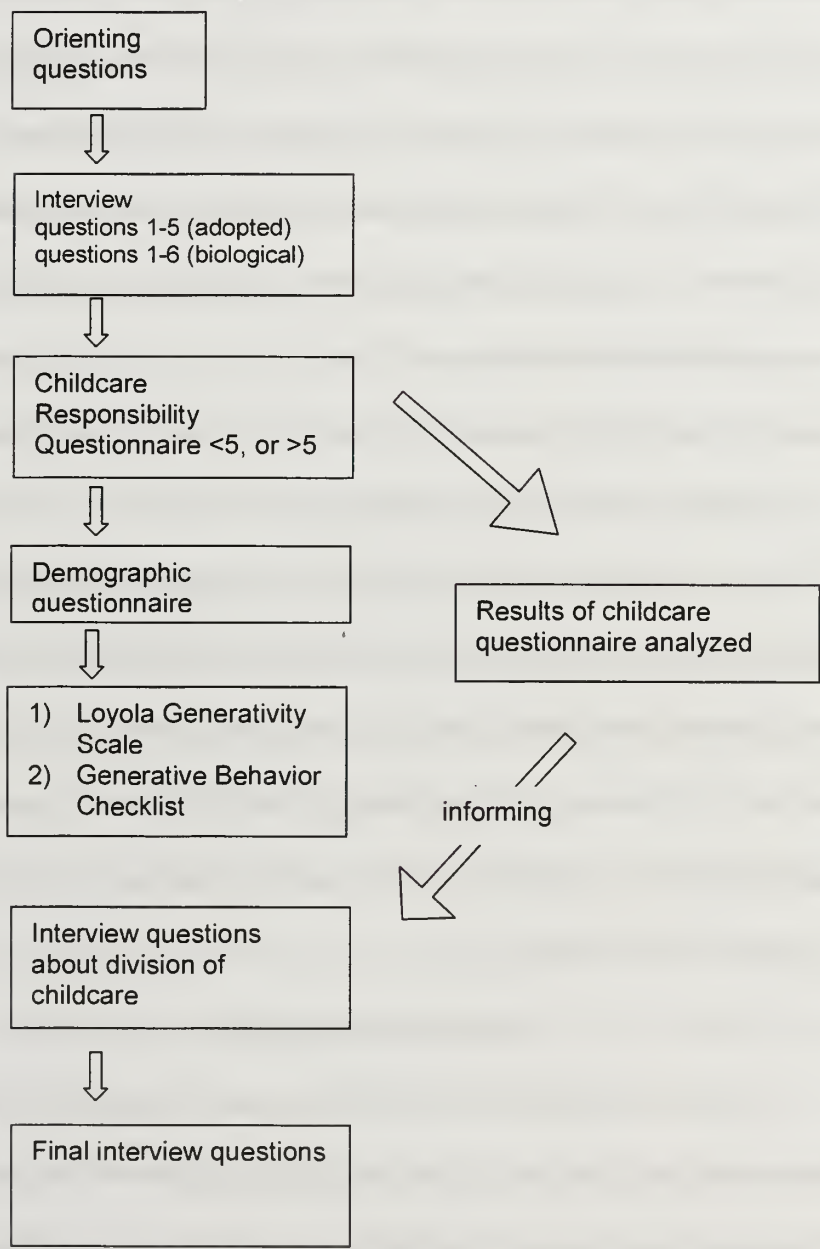 Orienting
questions
Interview
questions 1-5 (adopted)
questions 1-6 (biological)
Childcare
Responsibility
Questionnaire <5, or >5
Demographic
questionnaire
Results of childcare
questionnaire analyzed
1) Loyola Generativity
Scale
2) Generative Behavior
Checklist
informing
Interview questions
about division of
childcare
Final interview questions